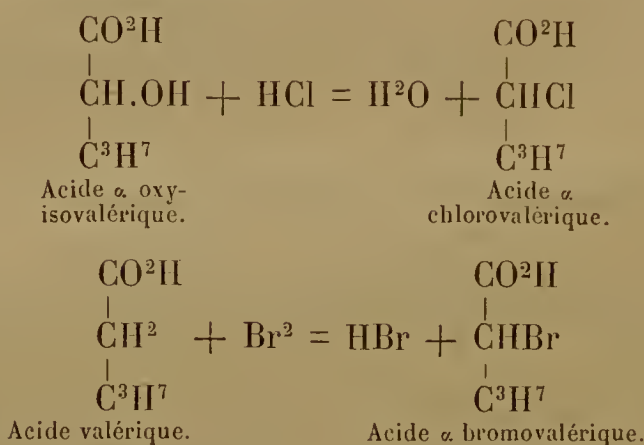 CO²H CO²H
| |
CH.OH + HCl = H²O + CHCl
| |
C³H⁷ C³H⁷
Acide α oxy- Acide α
isovalérique. chlorovalérique.
CO²H CO²H
| |
CH² + Br² = HBr + CHBr
| |
C³H⁷ C³H⁷
Acide valérique. Acide α bromovalérique.